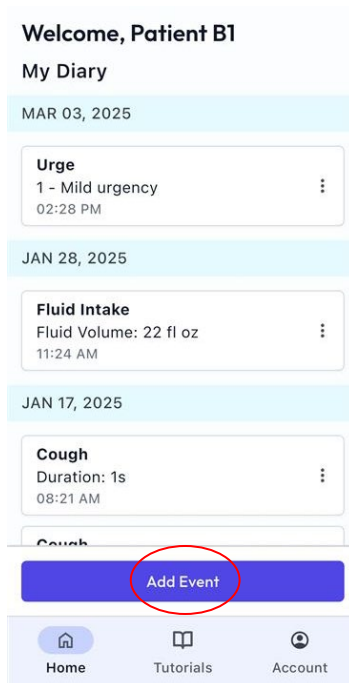 Welcome, Patient B1
My Diary
MAR 03, 2025
Urge
1 - Mild urgency
02:28 PM
JAN 28, 2025
Fluid Intake
Fluid Volume: 22 fl oz
11:24 AM
JAN 17, 2025
Cough
Duration: 1s
08:21 AM
Cough
Add Event
Home
Tutorials
Account